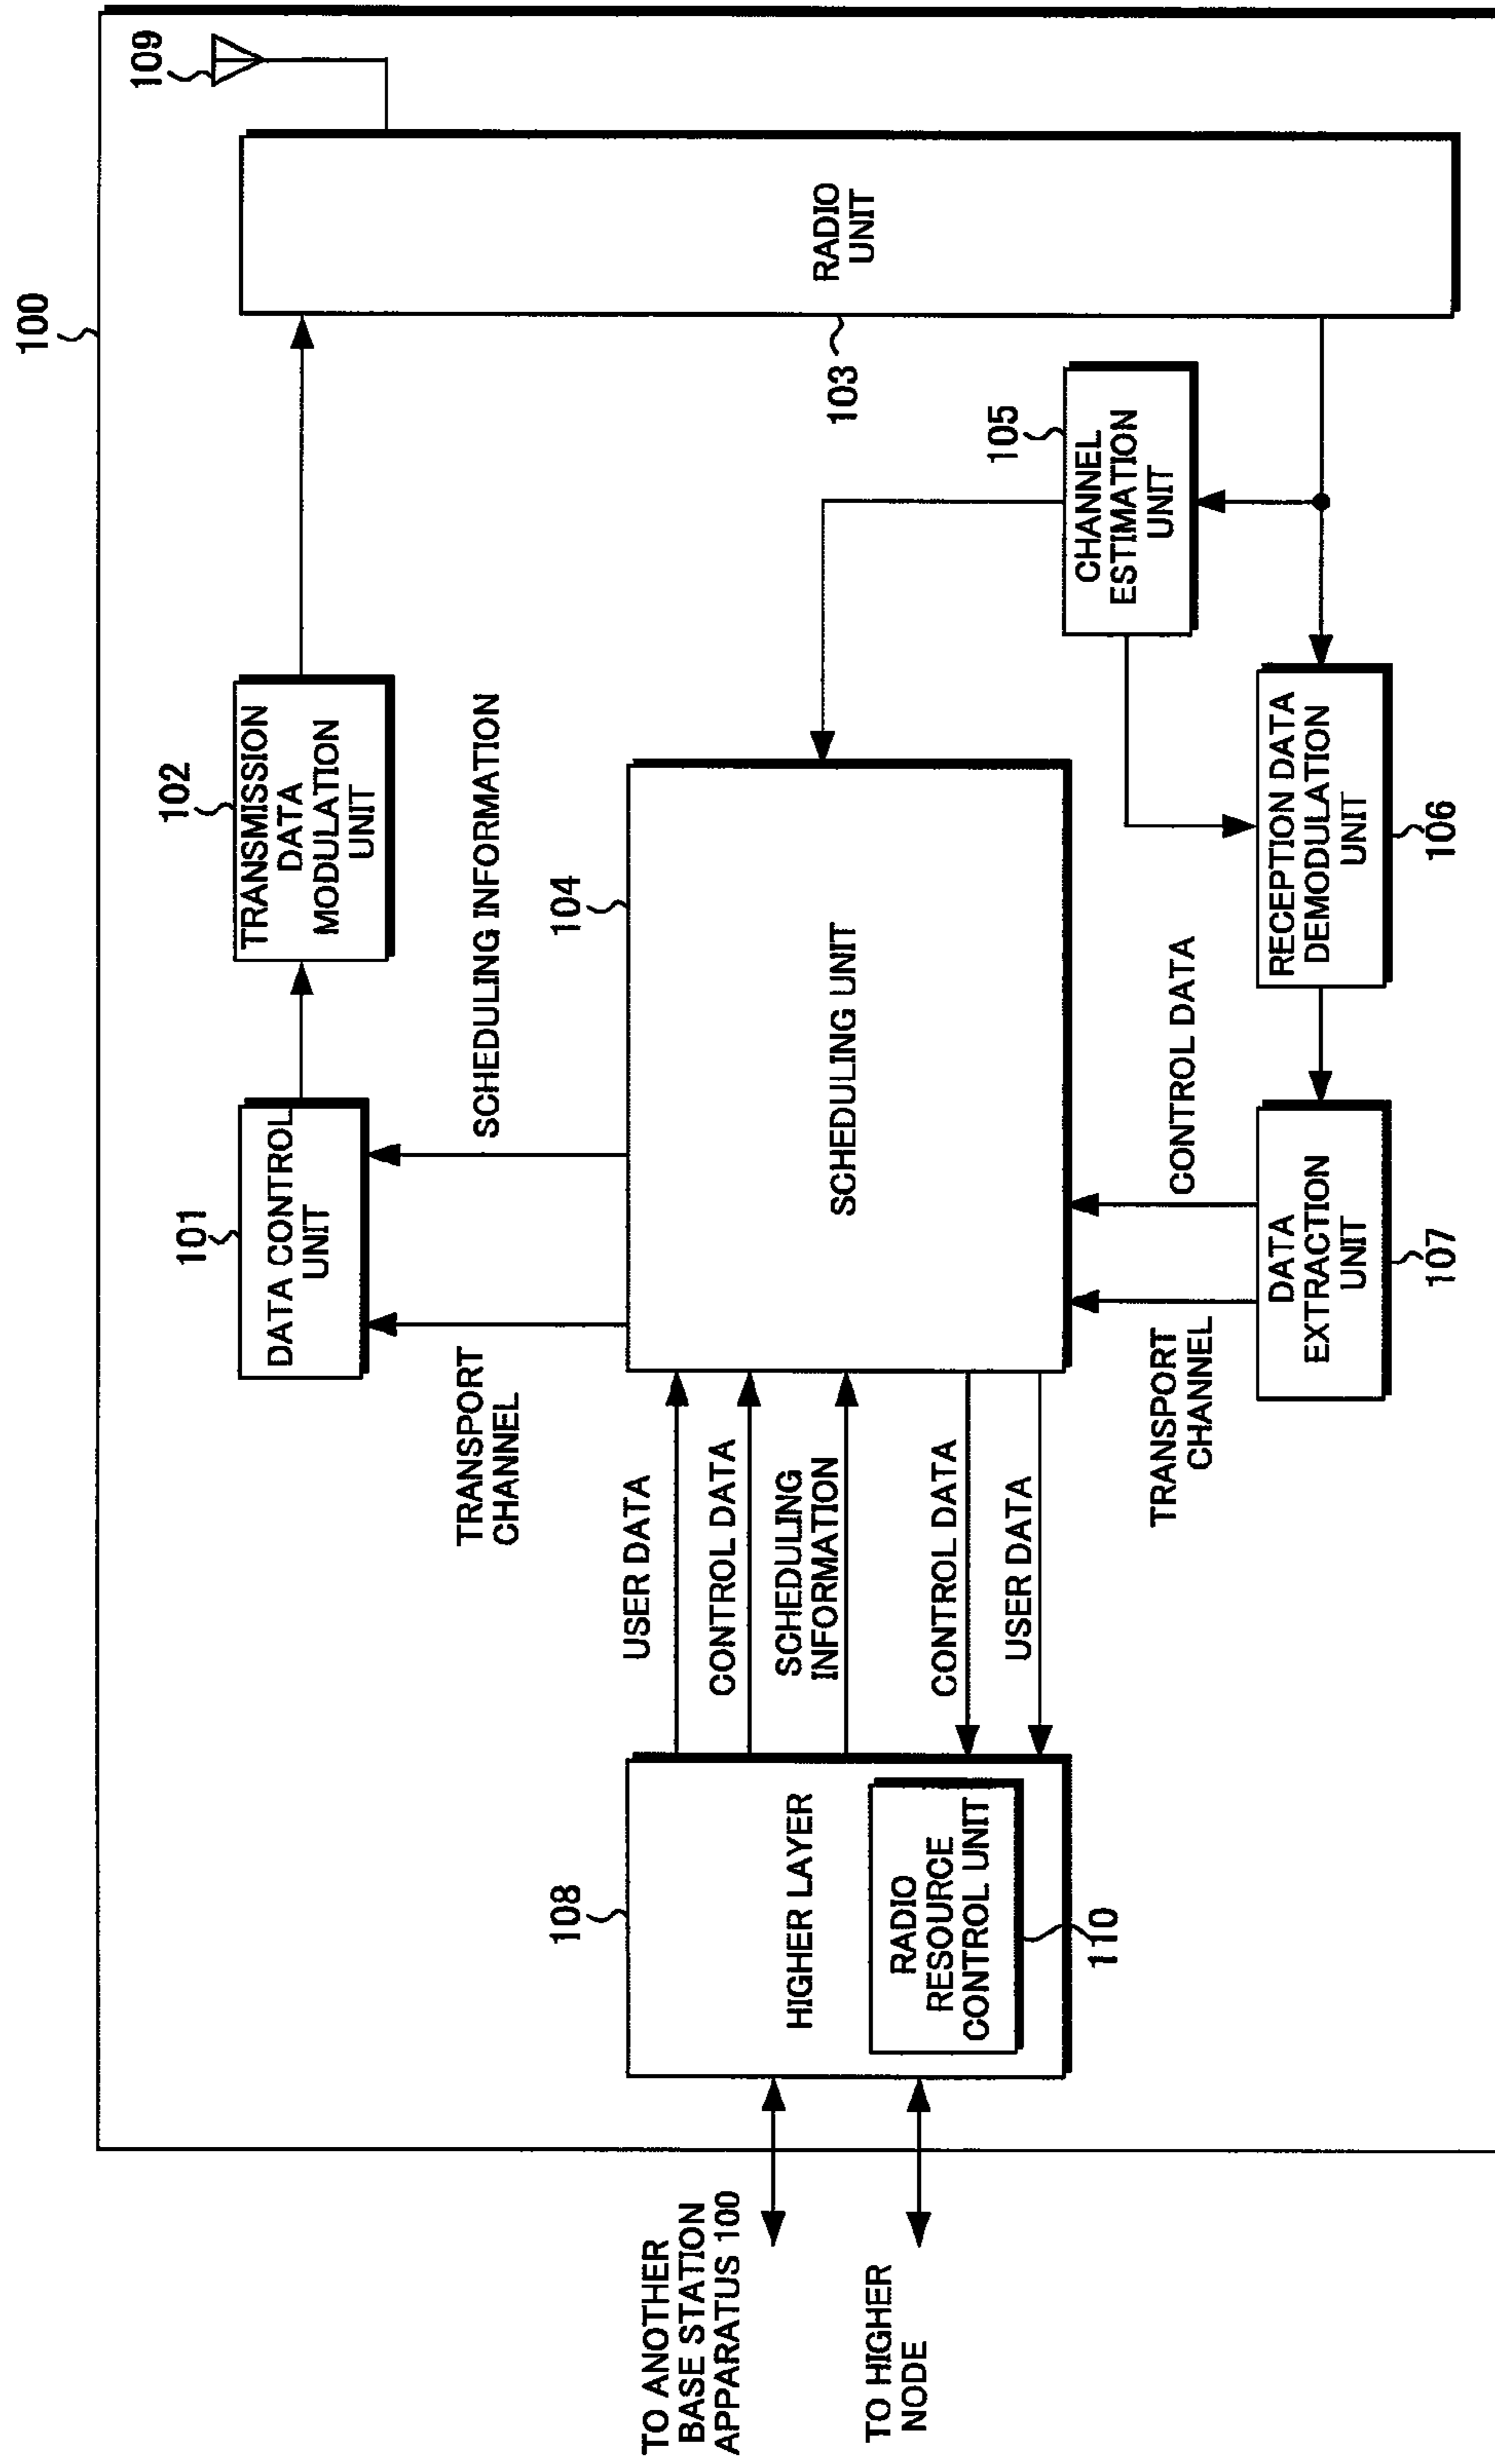 100
109
101
DATA CONTROL
UNIT
102
TRANSMISSION
DATA
MODULATION
UNIT
TRANSPORT
CHANNEL
SCHEDULING INFORMATION
108
HIGHER LAYER
RADIO
RESOURCE
CONTROL UNIT
110
TO ANOTHER
BASE STATION
APPARATUS 100
TO HIGHER
NODE
USER DATA
CONTROL DATA
SCHEDULING
INFORMATION
CONTROL DATA
USER DATA
104
SCHEDULING UNIT
RADIO
UNIT
103
105
CHANNEL
ESTIMATION
UNIT
TRANSPORT
CHANNEL
CONTROL DATA
DATA
EXTRACTION
UNIT
107
RECEPTION DATA
DEMODULATION
UNIT
106